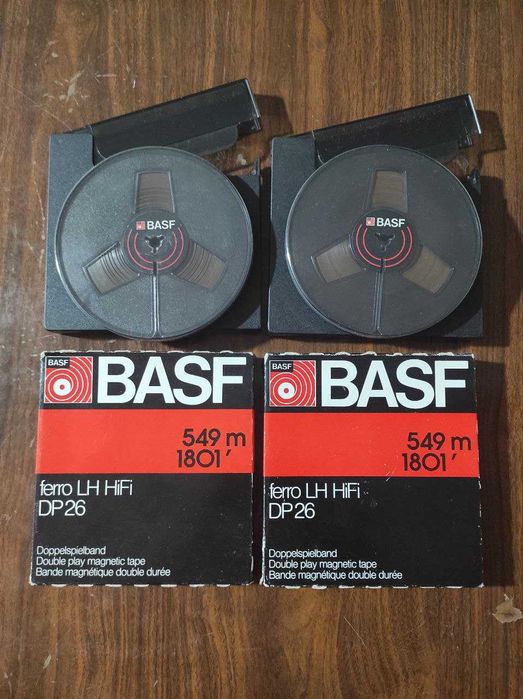 BASF
BASF
BASF
BASF
549 m
1801'
ferro LH HiFi
DP 26
Doppelspielband
Double play magnetic tape
Bande magnétique double durée
BASF
BASF
549 m
1801'
ferro LH HiFi
DP 26
Doppelspielband
Double play magnetic tape
Bande magnétique double durée